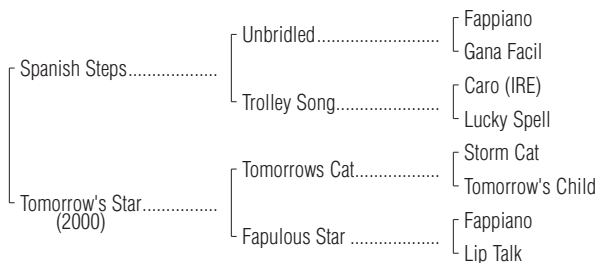 Fappiano
Unbridled
Gana Facil
Spanish Steps
Caro (IRE)
Trolley Song
Lucky Spell
Storm Cat
Tomorrows Cat
Tomorrow's Child
Tomorrow's Star
(2000)
Fappiano
Fapulous Star
Lip Talk